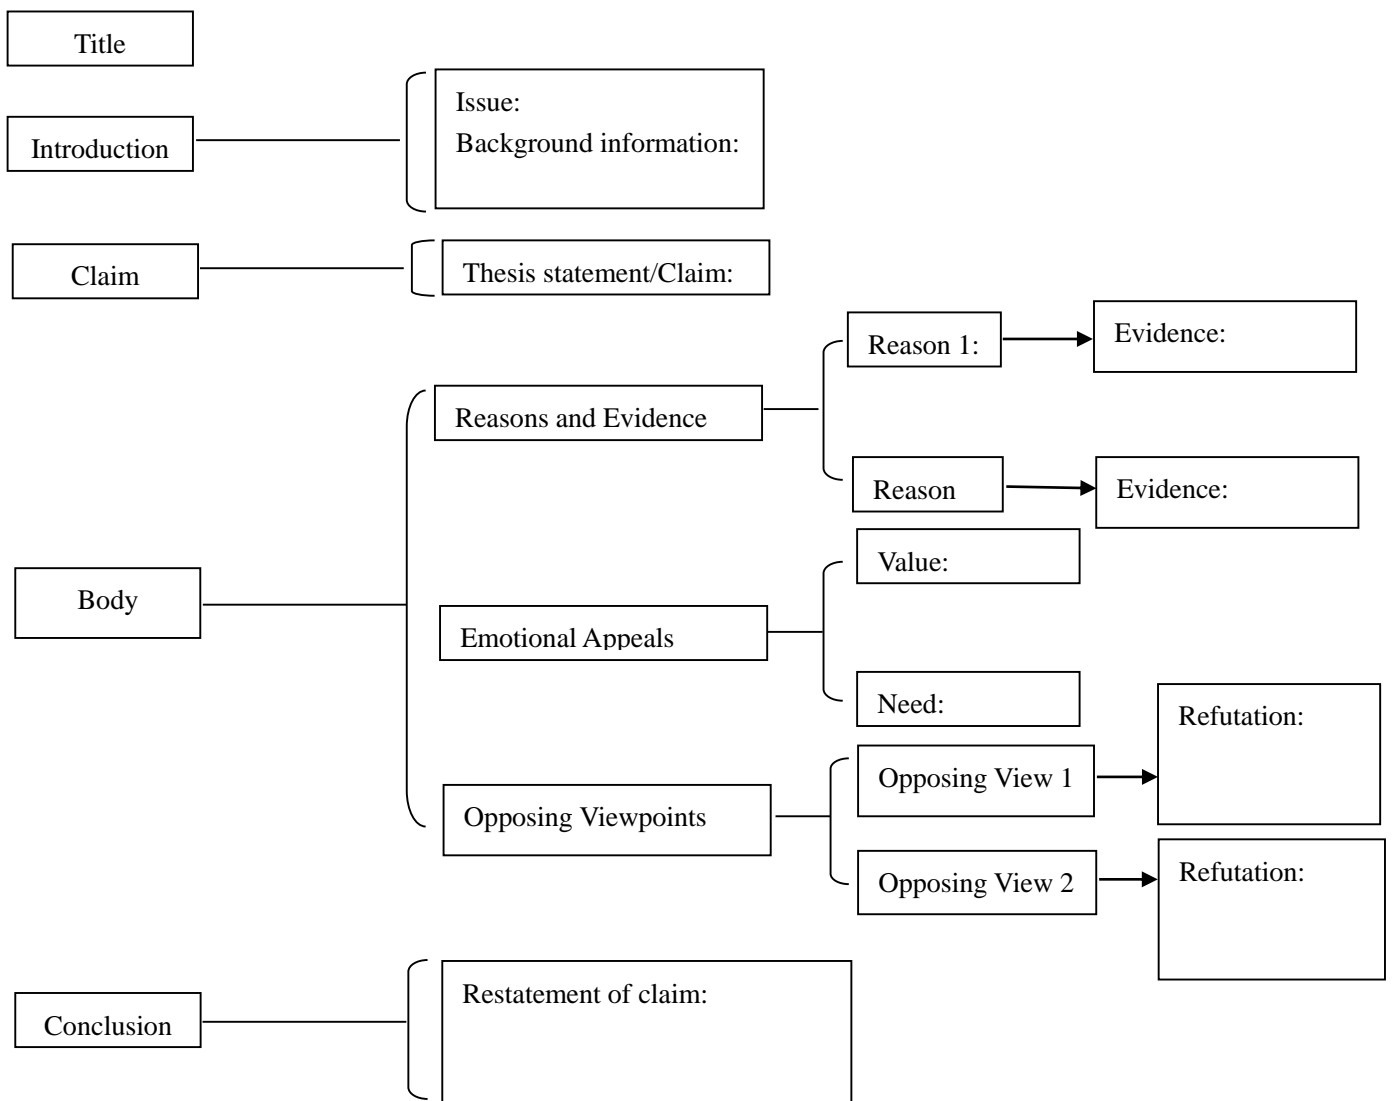 Title
Introduction
Issue:
Background information:
Claim
Thesis statement/Claim:
Body
Reasons and Evidence
Reason 1:
Evidence:
Reason
Evidence:
Emotional Appeals
Value:
Need:
Opposing Viewpoints
Opposing View 1
Refutation:
Opposing View 2
Refutation:
Conclusion
Restatement of claim: